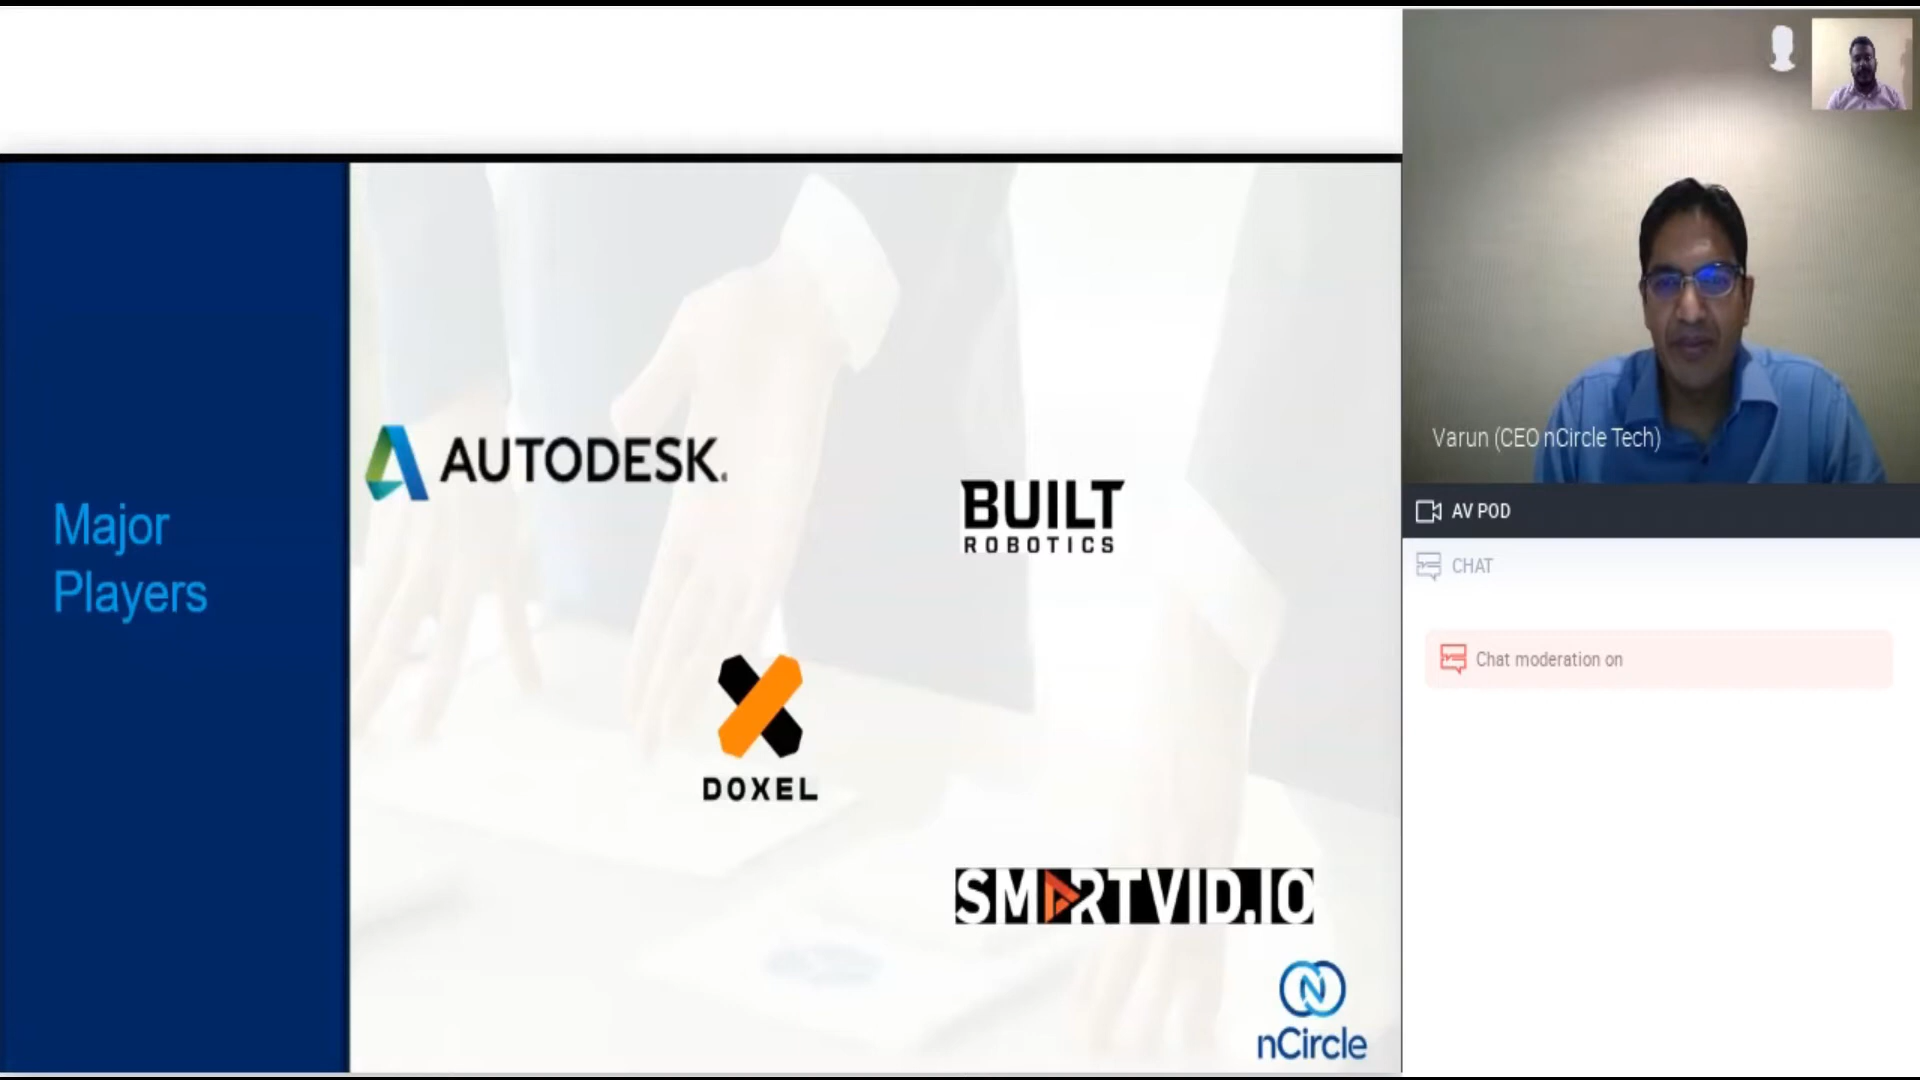 Major
Players
AUTODESK.
BUILT
ROBOTICS
DOXEL
SMARTVID.IO
nCircle
Varun (CEO nCircle Tech)
AV POD
CHAT
Chat moderation on